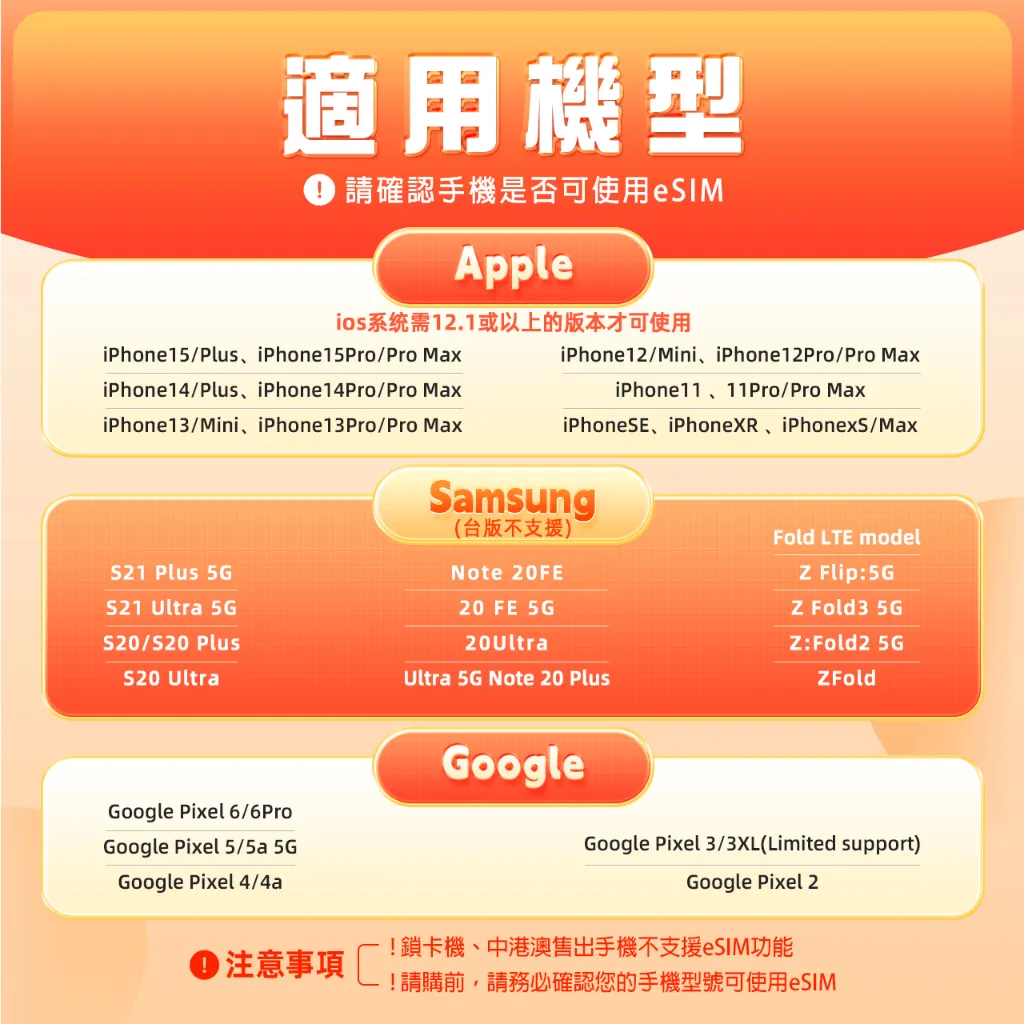 適用機型
! 請確認手機是否可使用eSIM
Apple
ios系統需12.1或以上的版本才可使用
iPhone15/Plus、iPhone15Pro/Pro Max
iPhone14/Plus、iPhone14Pro/Pro Max
iPhone13/Mini、iPhone13Pro/Pro Max
iPhone12/Mini、iPhone12Pro/Pro Max
iPhone11 、11Pro/Pro Max
iPhoneSE、iPhoneXR 、iPhonexS/Max
Samsung
(台版不支援)
S21 Plus 5G
S21 Ultra 5G
S20/S20 Plus
S20 Ultra
Note 20FE
20 FE 5G
20Ultra
Ultra 5G Note 20 Plus
Fold LTE model
Z Flip:5G
Z Fold3 5G
Z:Fold2 5G
ZFold
Google
Google Pixel 6/6Pro
Google Pixel 5/5a 5G
Google Pixel 4/4a
Google Pixel 3/3XL(Limited support)
Google Pixel 2
! 注意事項
!鎖卡機、中港澳售出手機不支援eSIM功能
!請購前，請務必確認您的手機型號可使用eSIM